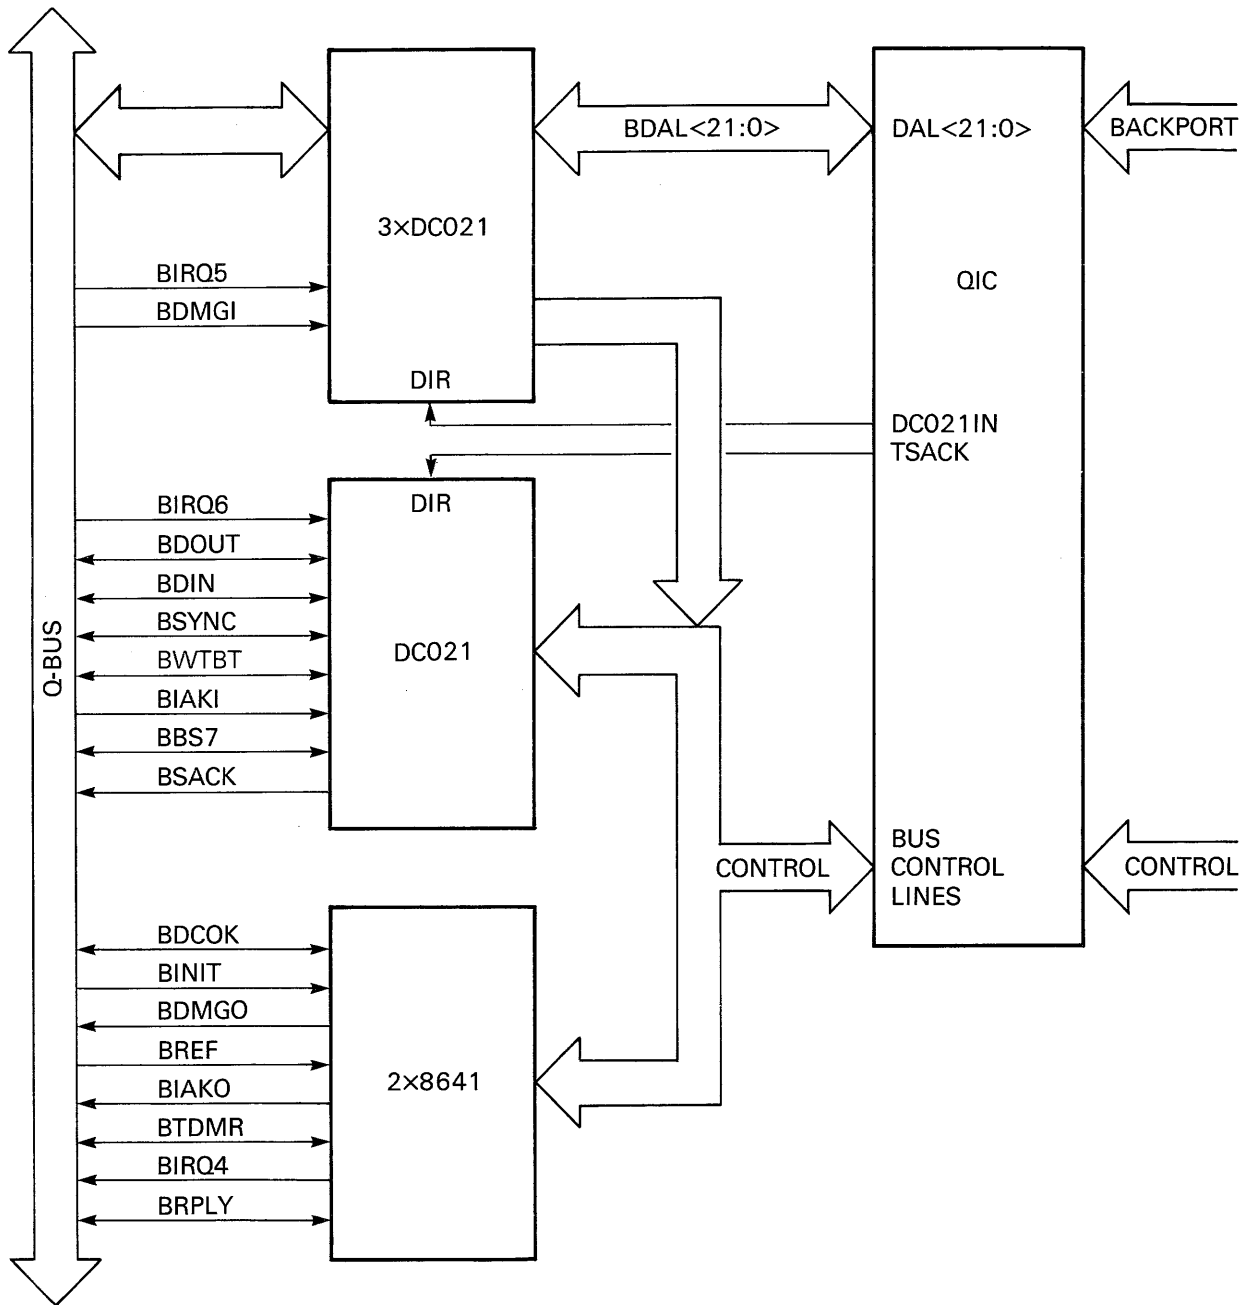 Q-BUS
BIRQ5
BDMGI
3×DC021
DIR
BDAL<21:0>
DAL<21:0>
QIC
DC021IN
TSACK
BUS
CONTROL
LINES
BACKPORT
CONTROL
BIRQ6
BDOUT
BDIN
BSYNC
BWTBT
BIAKI
BBS7
BSACK
DIR
DC021
CONTROL
BDCOK
BINIT
BDMGO
BREF
BIAKO
BTDMR
BIRQ4
BRPLY
2×8641